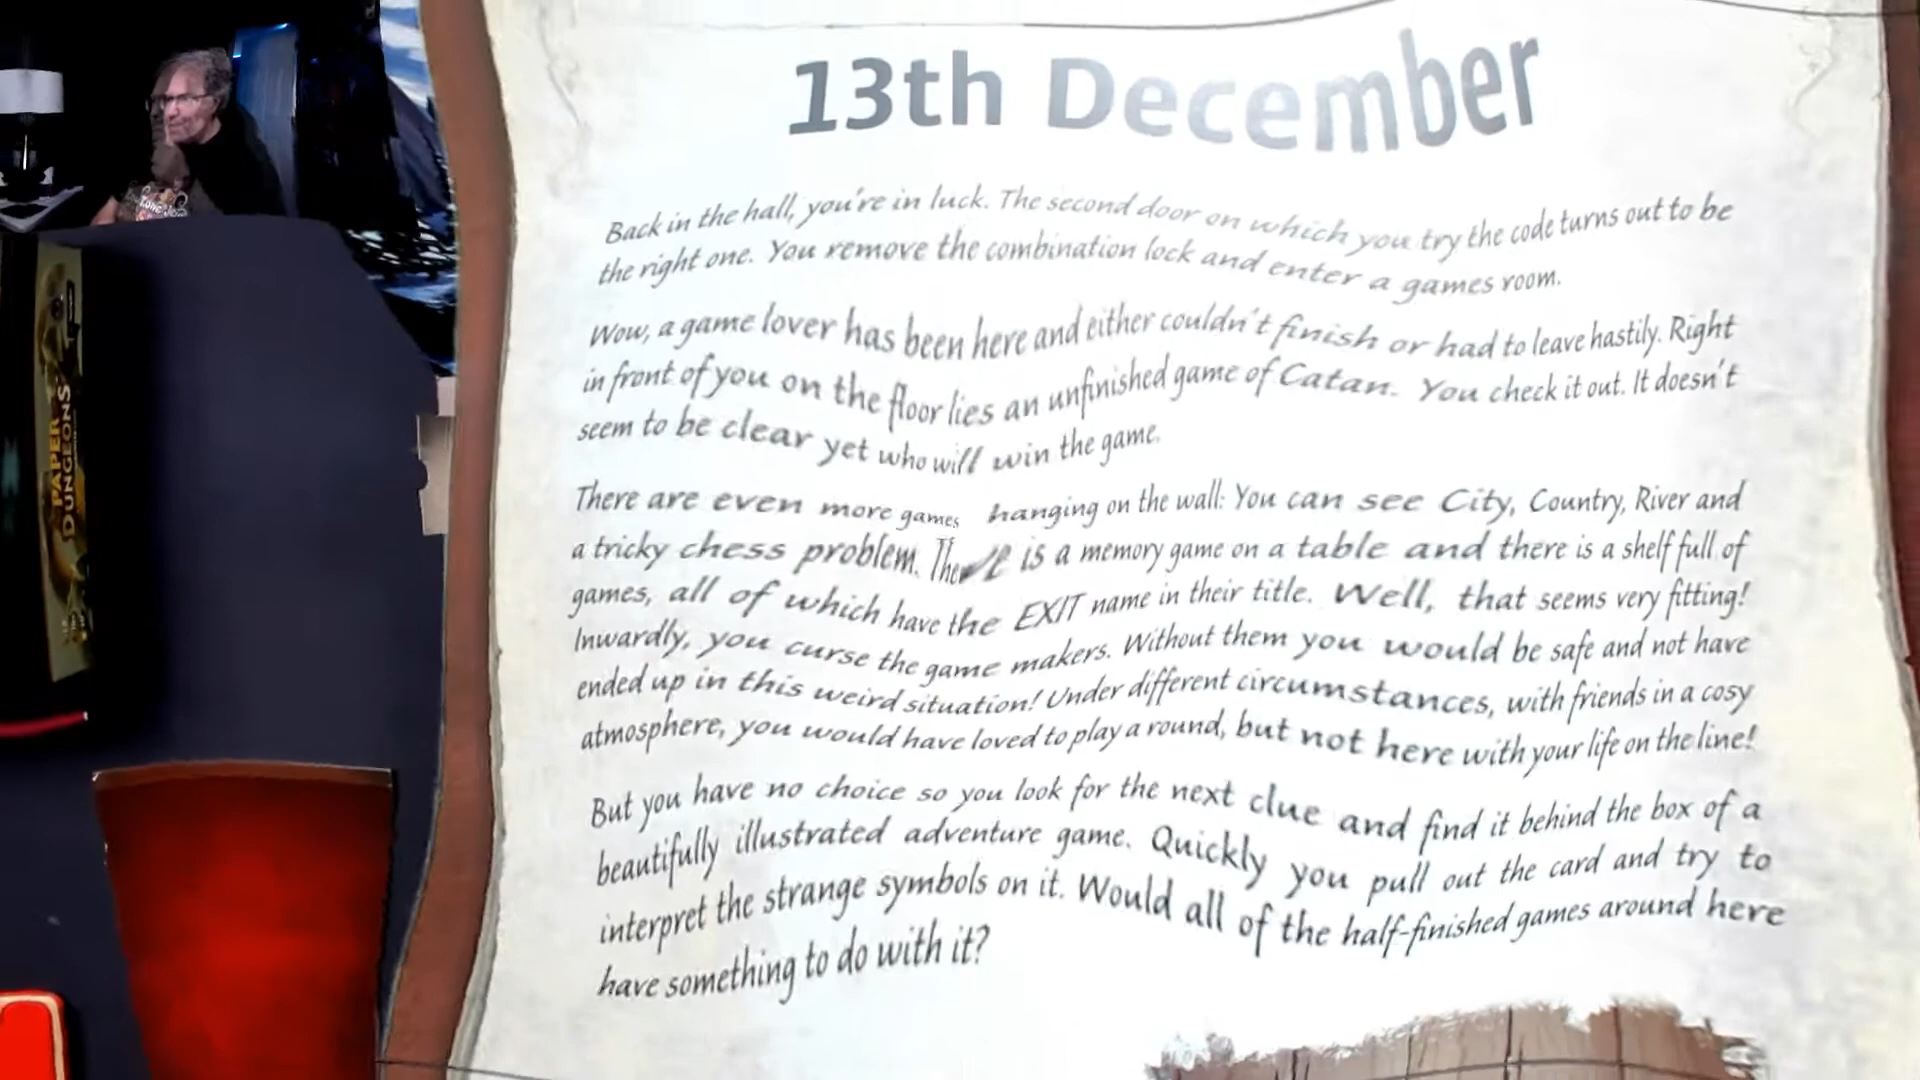 13th December
Back in the hall, you're in luck. The second door on which you try the code turns out to be
the right one. You remove the combination lock and enter a games room.
Wow, a game lover has been here and either couldn't finish or had to leave hastily. Right
in front of you on the floor lies an unfinished game of Catan. You check it out. It doesn't
seem to be clear yet who will win the game.
There are even more games hanging on the wall: You can see City, Country, River and
a tricky chess problem. There is a memory game on a table and there is a shelf full of
games, all of which have the EXIT name in their title. Well, that seems very fitting!
Inwardly, you curse the game makers. Without them you would be safe and not have
ended up in this weird situation! Under different circumstances, with friends in a cosy
atmosphere, you would have loved to play a round, but not here with your life on the line!
But you have no choice so you look for the next clue and find it behind the box of a
beautifully illustrated adventure game. Quickly you pull out the card and try to
interpret the strange symbols on it. Would all of the half-finished games around here
have something to do with it?
PAPER
DUNGEONS